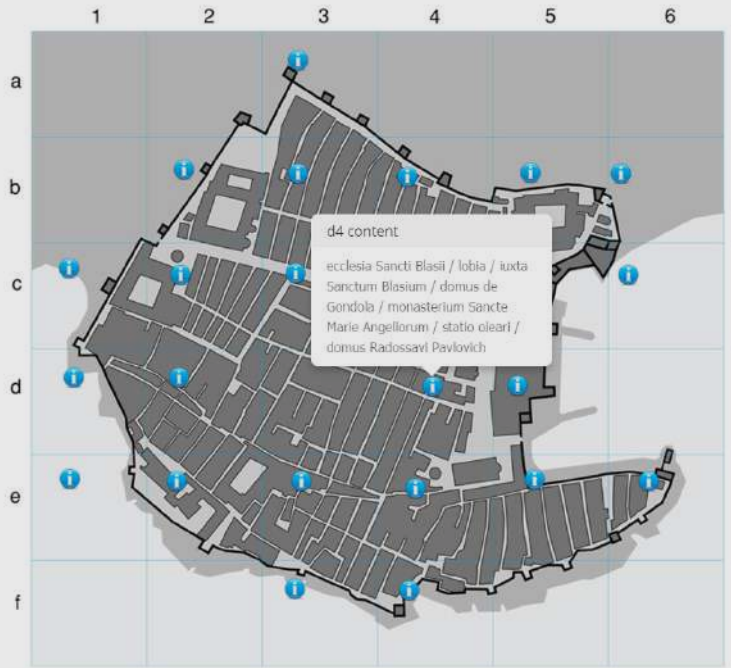 1 2 3 4 5 6
a
b
d4 content
ecclesia Sancti Blasii / lobia / iuxta
Sanctum Blasium / domus de
Gondola / monasterium Sancte
Marie Angellorum / statio oleari /
domus Radossavi Pavlovich
c
d
e
f